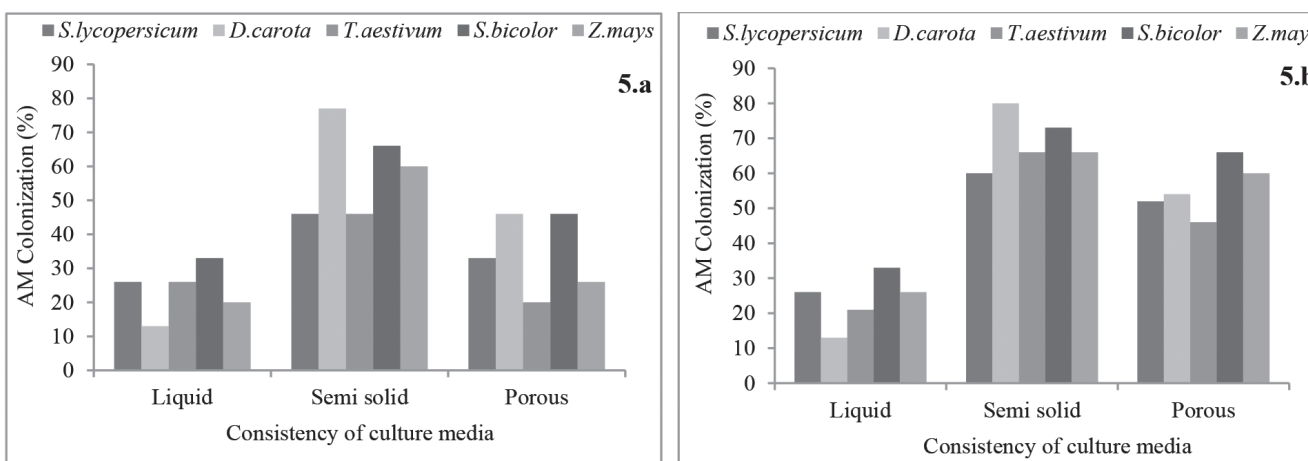 S.lycopersicum D.carota T.aestivum S.bicolor Z.mays
5.a
90
80
70
60
50
40
30
20
10
0
AM Colonization (%)
Liquid Semi solid Porous
Consistency of culture media
S.lycopersicum D.carota T.aestivum S.bicolor Z.may
5.b
90
80
70
60
50
40
30
20
10
0
AM Colonization (%)
Liquid Semi solid Porous
Consistency of culture media